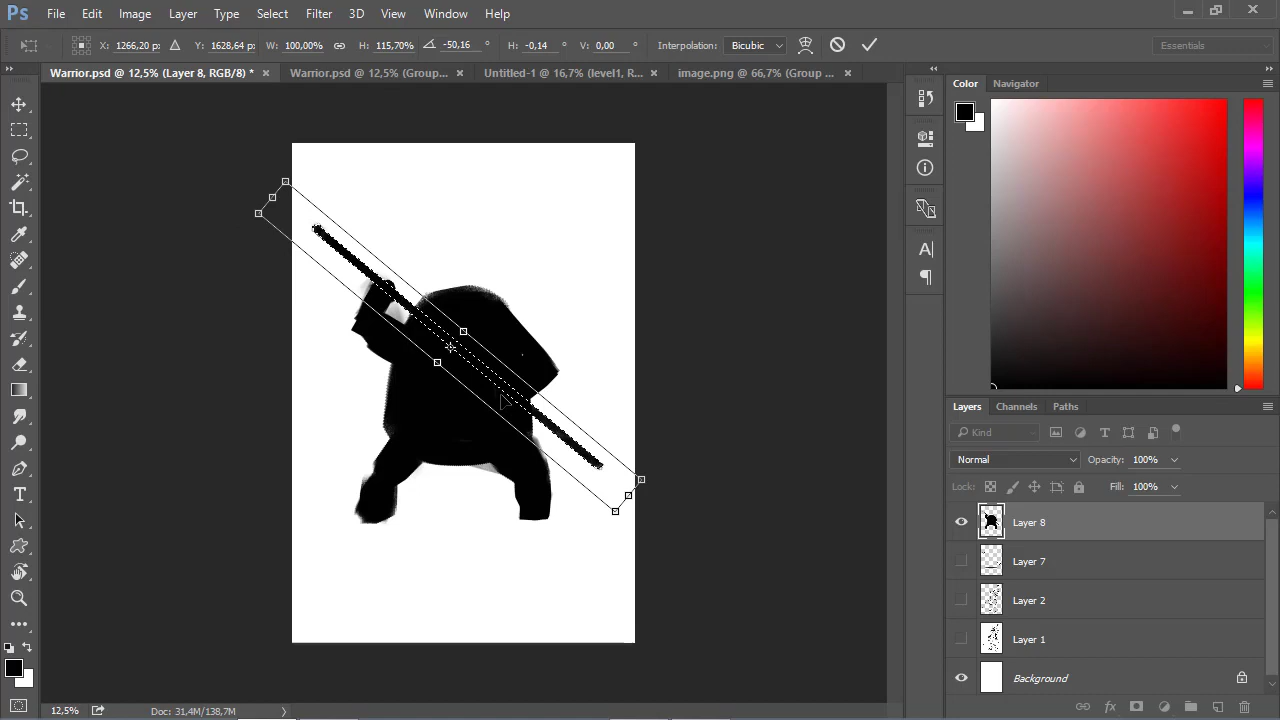 Ps File Edit Image Layer Type Select Filter 3D View Window Help
X: 1266,20 px Y: 1628,64 px W: 100,00% H: 115,70% -50,16 ° H: -0,14 ° V: 0,00 ° Interpolation: Bicubic Essentials
Warrior.psd @ 12,5% (Layer 8, RGB/8) * × Warrior.psd @ 12,5% (Group... × Untitled-1 @ 16,7% (level1, R... × image.png @ 66,7% (Group ... ×
Color Navigator
Layers Channels Paths
Kind
Normal Opacity: 100%
Lock: Fill: 100%
Layer 8
Layer 7
Layer 2
Layer 1
Background
12,5% Doc: 31,4M/138,7M